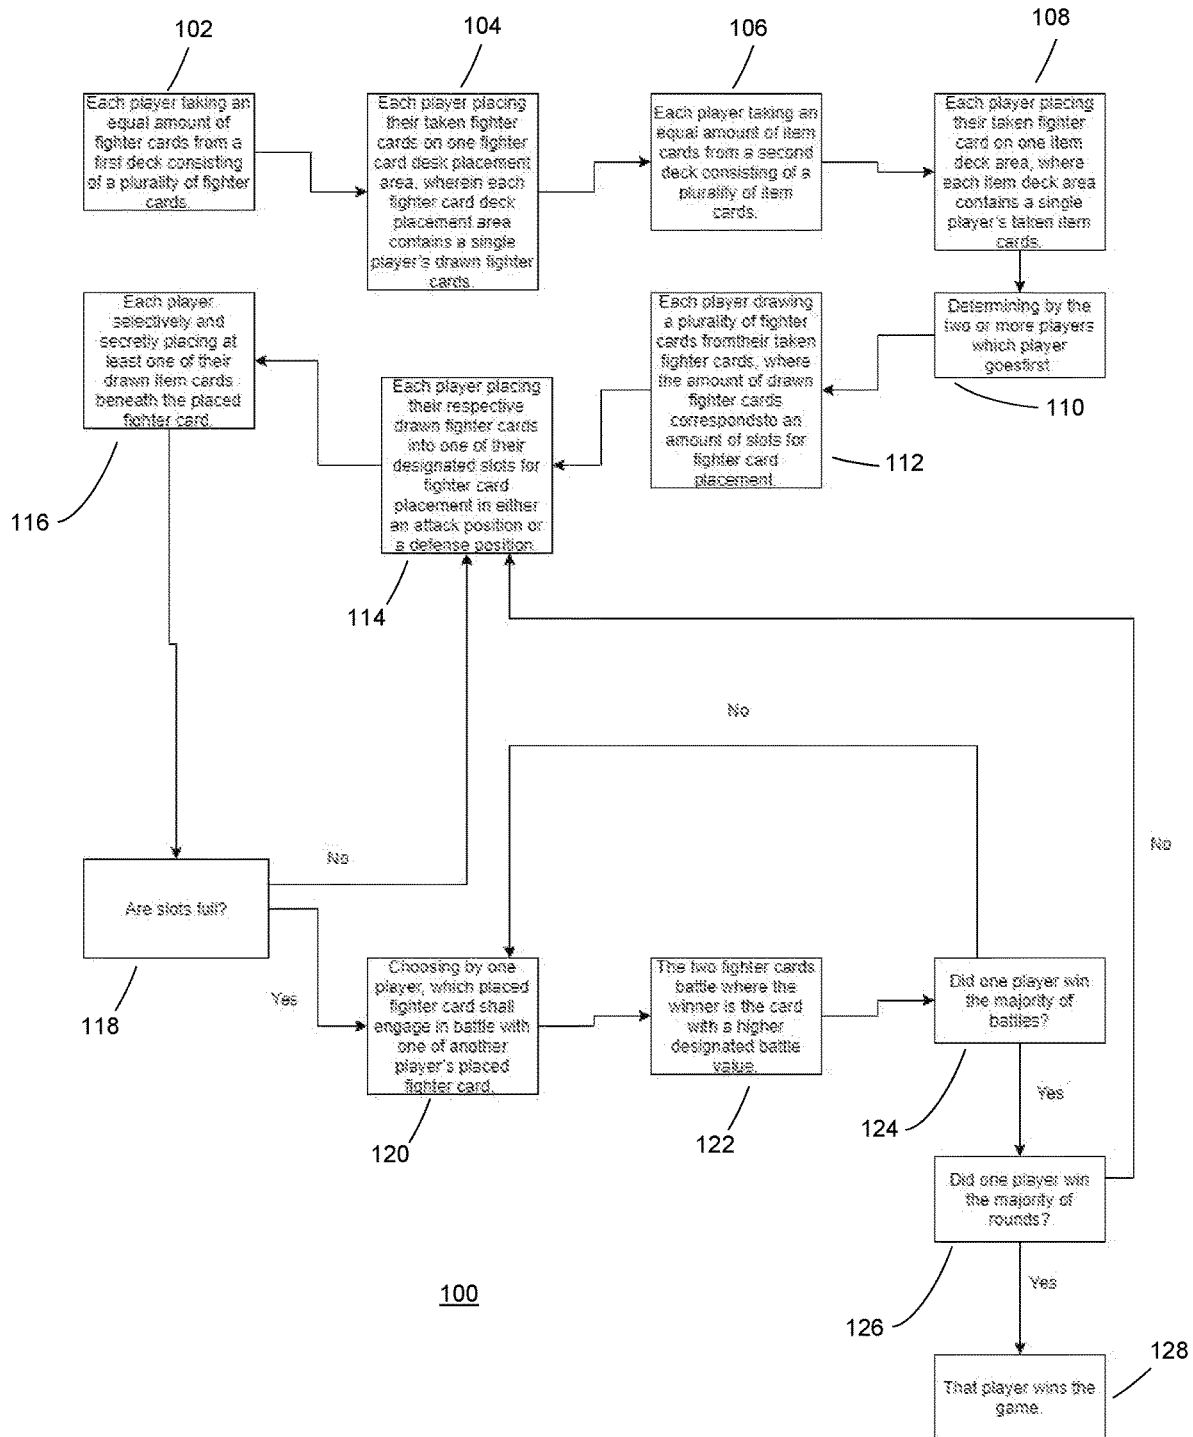 102
Each player taking an
equal amount of
fighter cards from a
first deck consisting
of a plurality of fighter
cards.
104
Each player placing
their taken fighter
cards on one fighter
card desk placement
area, wherein each
fighter card deck
placement area
contains a single
player's drawn fighter
cards.
106
Each player taking an
equal amount of item
cards from a second
deck consisting of a
plurality of item
cards.
108
Each player placing
their taken fighter
card on one item
deck area, where
each item deck area
contains a single
player's taken item
cards.
Determining by the
two or more players
which player
goesfirst.
110
Each player drawing
a plurality of fighter
cards fromtheir taken
fighter cards, where
the amount of drawn
fighter cards
correspondsto an
amount of slots for
fighter card
placement.
112
Each player placing
their respective
drawn fighter cards
into one of their
designated slots for
fighter card
placement in either
an attack position or
a defense position.
114
Each player
selectively and
secretly placing at
least one of their
drawn item cards
beneath the placed
fighter card.
116
Are slots full?
118
No
Yes
Choosing by one
player, which placed
fighter card shall
engage in battle with
one of another
player's placed
fighter card.
120
The two fighter cards
battle where the
winner is the card
with a higher
designated battle
value.
122
Did one player win
the majority of
battles?
124
No
Yes
Did one player win
the majority of
rounds?
126
No
Yes
That player wins the
game.
128
100